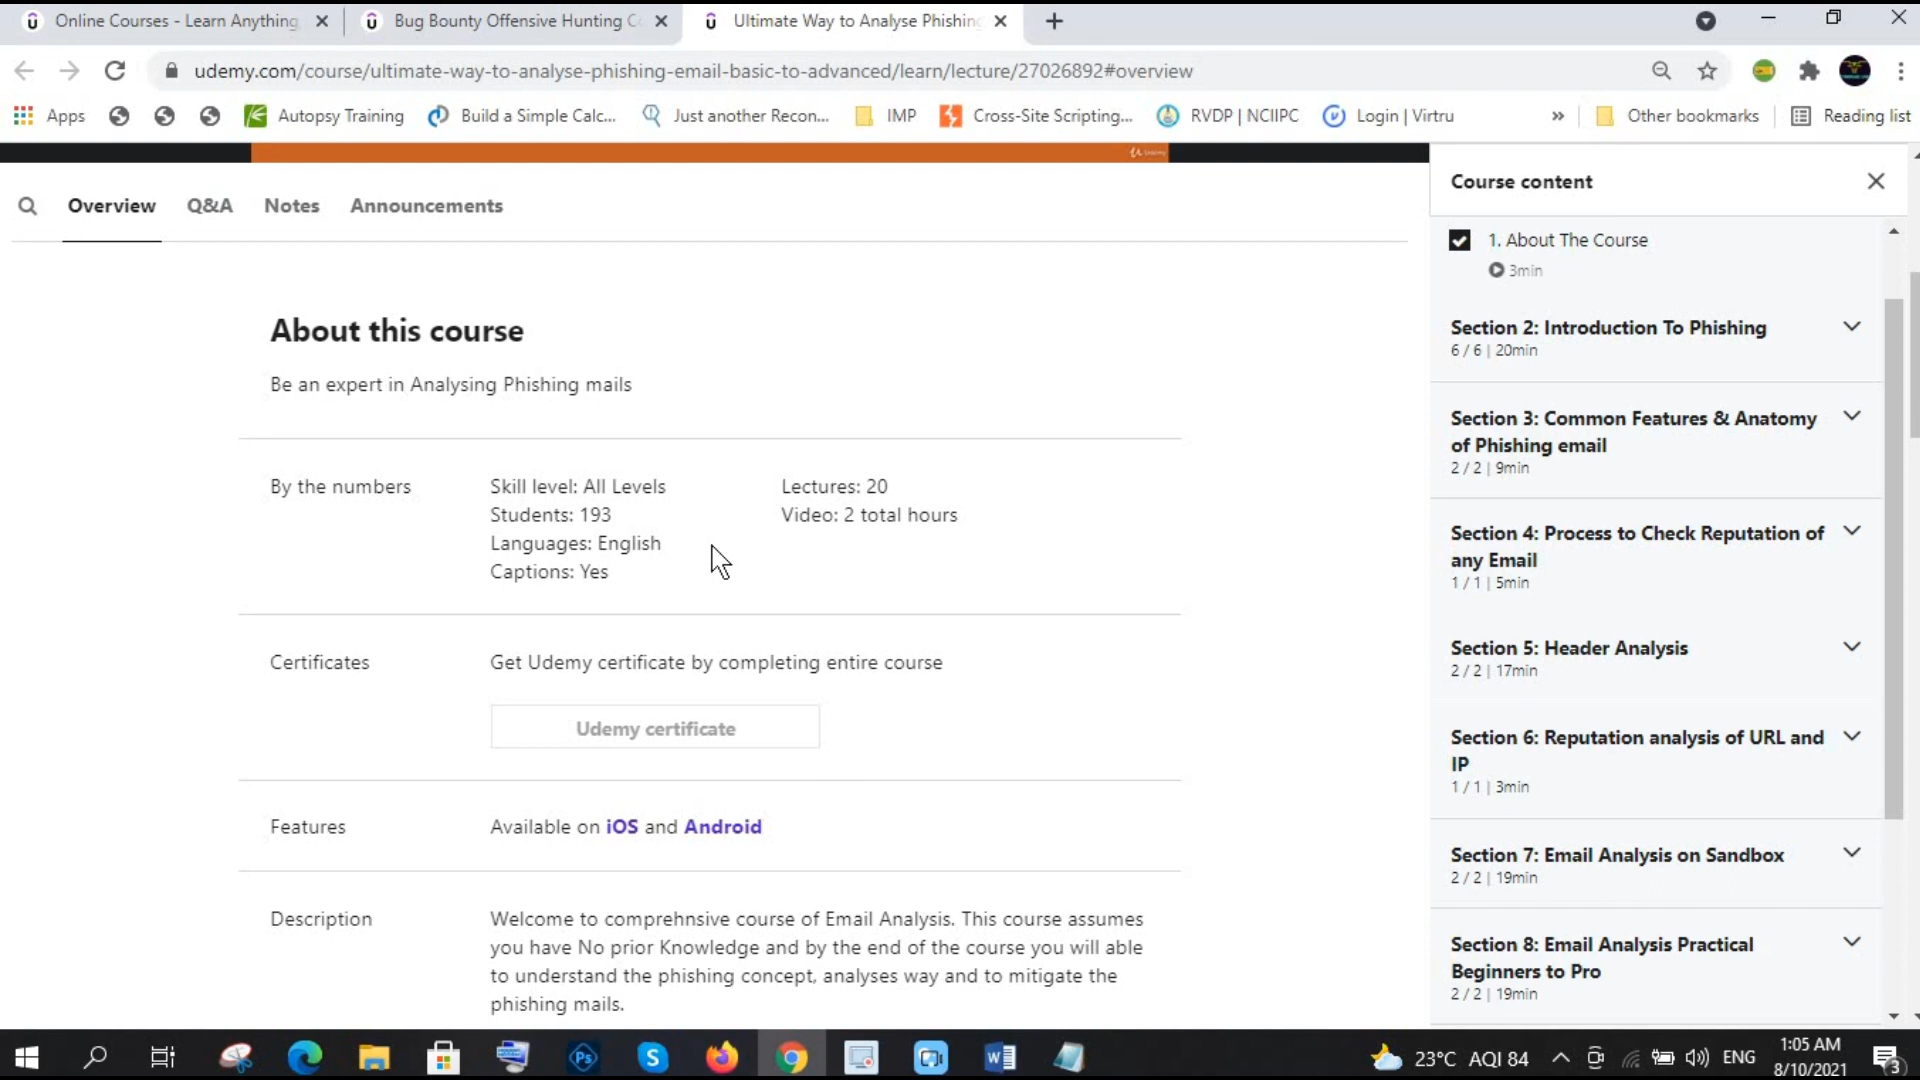 Online Courses - Learn Anything,
Bug Bounty Offensive Hunting C
Ultimate Way to Analyse Phishing
udemy.com/course/ultimate-way-to-analyse-phishing-email-basic-to-advanced/learn/lecture/27026892#overview
Apps
Autopsy Training
Build a Simple Calc...
Just another Recon...
IMP
Cross-Site Scripting...
RVDP | NCIIPC
Login | Virtru
»
Other bookmarks
Reading list
Overview
Q&A
Notes
Announcements
About this course
Be an expert in Analysing Phishing mails
By the numbers
Skill level: All Levels
Students: 193
Languages: English
Captions: Yes
Lectures: 20
Video: 2 total hours
Certificates
Get Udemy certificate by completing entire course
Udemy certificate
Features
Available on iOS and Android
Description
Welcome to comprehnsive course of Email Analysis. This course assumes
you have No prior Knowledge and by the end of the course you will able
to understand the phishing concept, analyses way and to mitigate the
phishing mails.
Course content
1. About The Course
3min
Section 2: Introduction To Phishing
6 / 6 | 20min
Section 3: Common Features & Anatomy
of Phishing email
2 / 2 | 9min
Section 4: Process to Check Reputation of
any Email
1 / 1 | 5min
Section 5: Header Analysis
2 / 2 | 17min
Section 6: Reputation analysis of URL and
IP
1 / 1 | 3min
Section 7: Email Analysis on Sandbox
2 / 2 | 19min
Section 8: Email Analysis Practical
Beginners to Pro
2 / 2 | 19min
Ps
23°C AQI 84
ENG
1:05 AM
8/10/2021
3